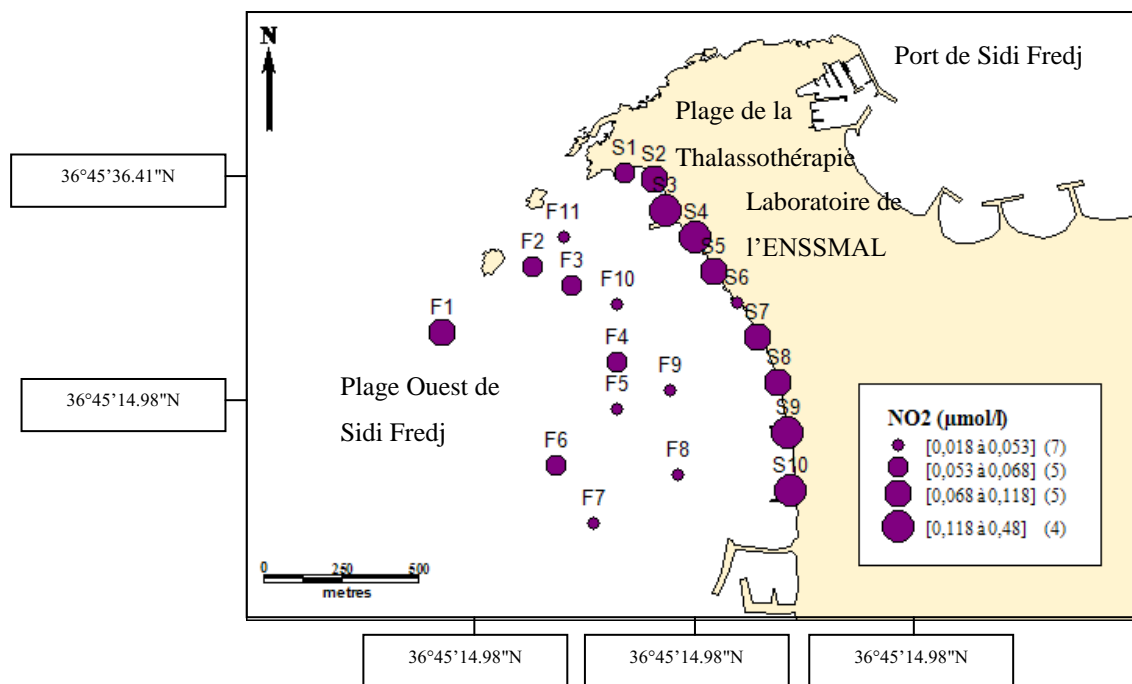 N
Port de Sidi Fredj
Plage de la
Thalassothérapie
Laboratoire de
l'ENSSMAL
36°45'36.41"N
S1
S2
S3
S4
S5
S6
S7
S8
S9
S10
F11
F2
F3
F10
F1
F4
F9
F5
F6
F8
F7
36°45'14.98"N
Plage Ouest de
Sidi Fredj
NO2 (µmol/l)
[0,018 à 0,053] (7)
[0,053 à 0,068] (5)
[0,068 à 0,118] (5)
[0,118 à 0,48] (4)
0 250 500
metres
36°45'14.98"N
36°45'14.98"N
36°45'14.98"N